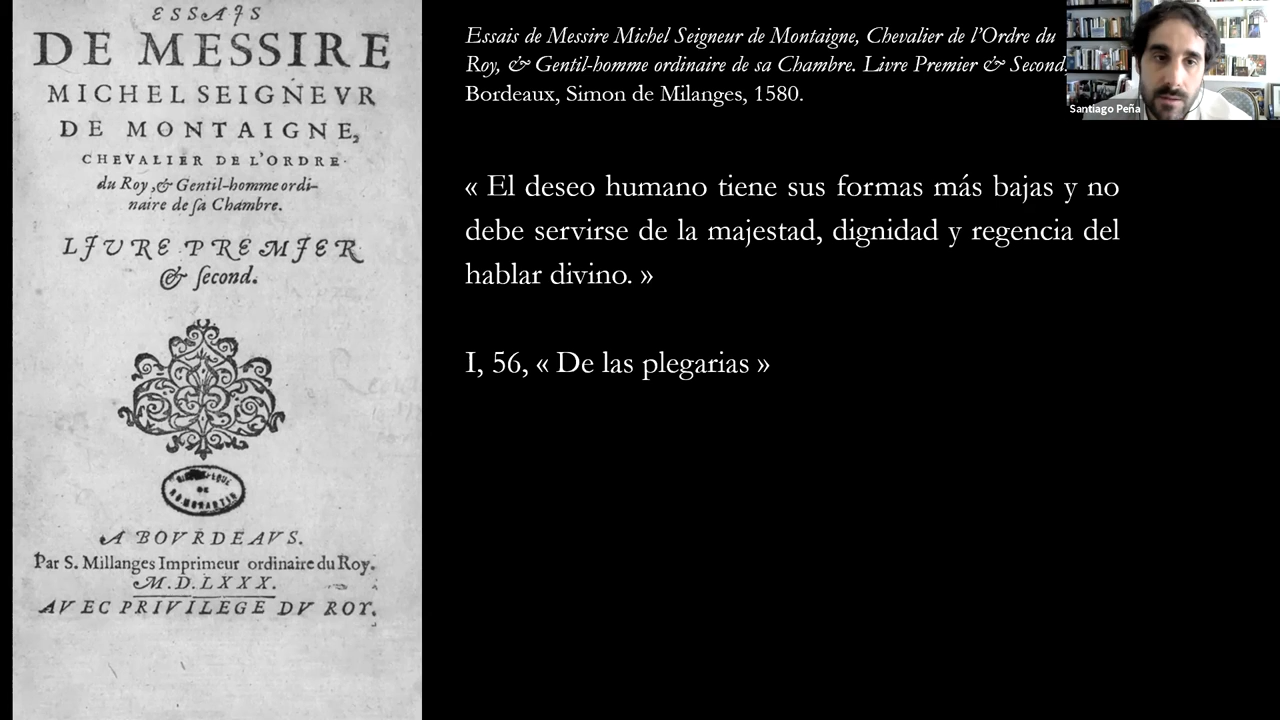 ESSAIS
DE MESSIRE
MICHEL SEIGNEVR
DE MONTAIGNE,
CHEVALIER DE L'ORDRE
du Roy, & Gentil-homme ordi-
naire de sa Chambre.
LIVRE PREMIER
& second.
A BOVRDEAVS.
Par S. Millanges Imprimeur ordinaire du Roy.
M.D.LXXX.
AVEC PRIVILEGE DV ROY.
Essais de Messire Michel Seigneur de Montaigne, Chevalier de l'Ordre du
Roy, & Gentil-homme ordinaire de sa Chambre. Livre Premier & Second.
Bordeaux, Simon de Milanges, 1580.
« El deseo humano tiene sus formas más bajas y no
debe servirse de la majestad, dignidad y regencia del
hablar divino. »
I, 56, « De las plegarias »
Santiago Peña